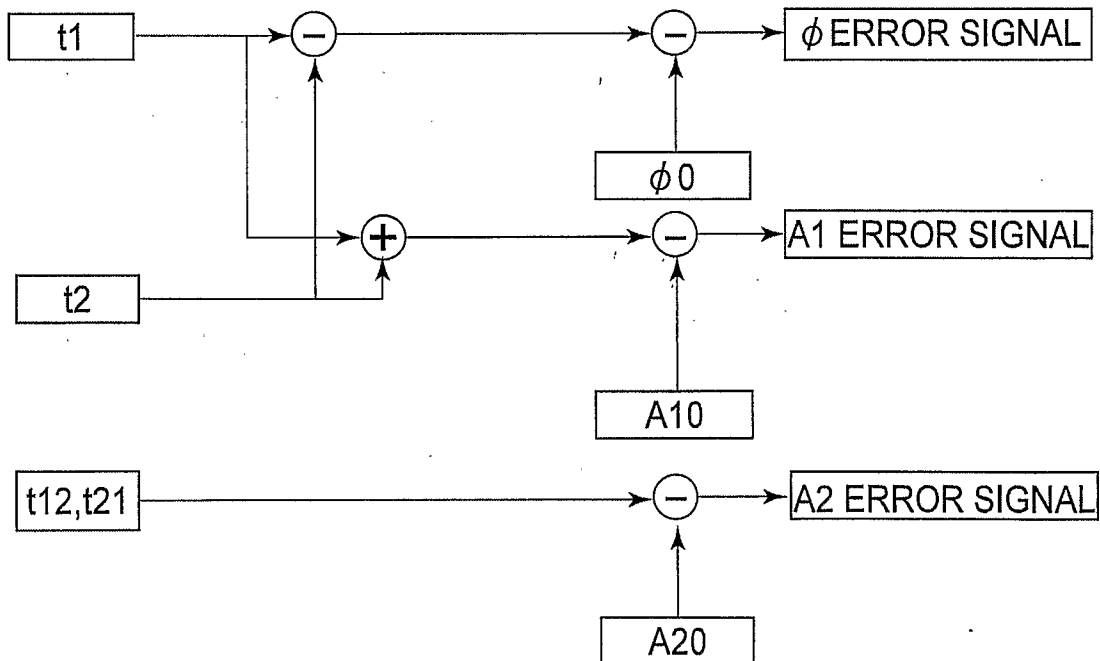 t1
−
−
ϕ ERROR SIGNAL
ϕ0
+
−
A1 ERROR SIGNAL
t2
A10
t12,t21
−
A2 ERROR SIGNAL
A20